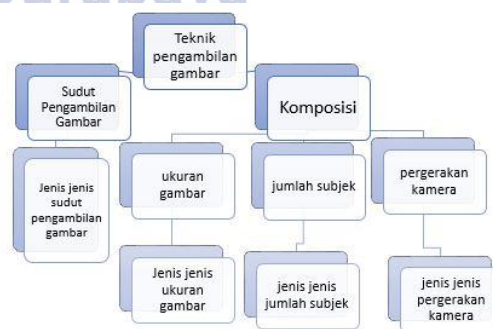 Teknik
pengambilan
gambar
Sudut
Pengambilan
Gambar
Komposisi
Jenis jenis
sudut
pengambilan
gambar
ukuran
gambar
jumlah subjek
pergerakan
kamera
Jenis jenis
ukuran
gambar
jenis jenis
jumlah subjek
jenis jenis
pergerakan
kamera